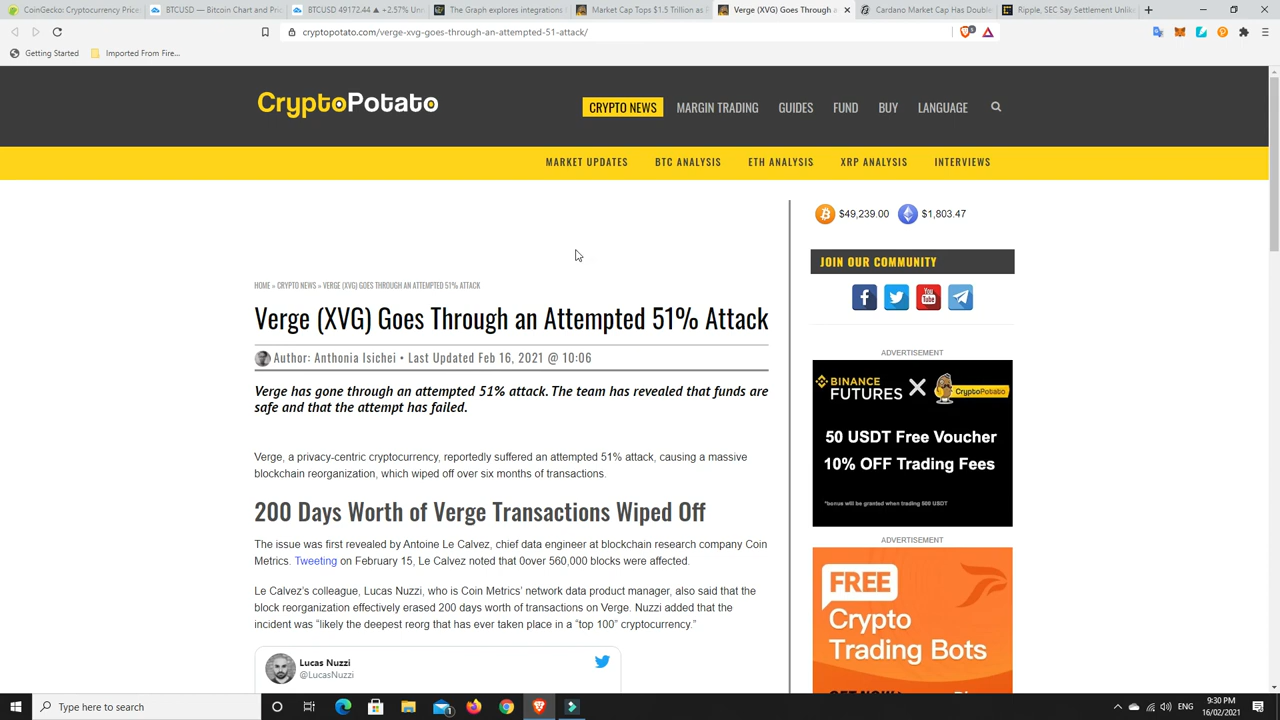 CoinGecko: Cryptocurrency Prices
BTCUSD — Bitcoin Chart and Pri
BTCUSD 49172.44 ▲ +2.57% Un
The Graph explores integrations
Market Cap Tops $1.5 Trillion as
Verge (XVG) Goes Through a
Cardano Market Cap Has Double
Ripple, SEC Say Settlement Unlik
cryptopotato.com/verge-xvg-goes-through-an-attempted-51-attack/
Getting Started
Imported From Fire...
CryptoPotato
CRYPTO NEWS
MARGIN TRADING
GUIDES
FUND
BUY
LANGUAGE
MARKET UPDATES
BTC ANALYSIS
ETH ANALYSIS
XRP ANALYSIS
INTERVIEWS
$49,239.00
$1,803.47
JOIN OUR COMMUNITY
You Tube
HOME » CRYPTO NEWS » VERGE (XVG) GOES THROUGH AN ATTEMPTED 51% ATTACK
Verge (XVG) Goes Through an Attempted 51% Attack
Author: Anthonia Isichei • Last Updated Feb 16, 2021 @ 10:06
Verge has gone through an attempted 51% attack. The team has revealed that funds are
safe and that the attempt has failed.
Verge, a privacy-centric cryptocurrency, reportedly suffered an attempted 51% attack, causing a massive
blockchain reorganization, which wiped off over six months of transactions.
200 Days Worth of Verge Transactions Wiped Off
The issue was first revealed by Antoine Le Calvez, chief data engineer at blockchain research company Coin
Metrics. Tweeting on February 15, Le Calvez noted that 0over 560,000 blocks were affected.
Le Calvez's colleague, Lucas Nuzzi, who is Coin Metrics' network data product manager, also said that the
block reorganization effectively erased 200 days worth of transactions on Verge. Nuzzi added that the
incident was "likely the deepest reorg that has ever taken place in a "top 100" cryptocurrency."
Lucas Nuzzi
@LucasNuzzi
ADVERTISEMENT
BINANCE FUTURES
CryptoPotato
50 USDT Free Voucher
10% OFF Trading Fees
*bonus will be granted when trading 500 USDT
ADVERTISEMENT
FREE
Crypto
Trading Bots
Type here to search
ENG
9:30 PM
16/02/2021